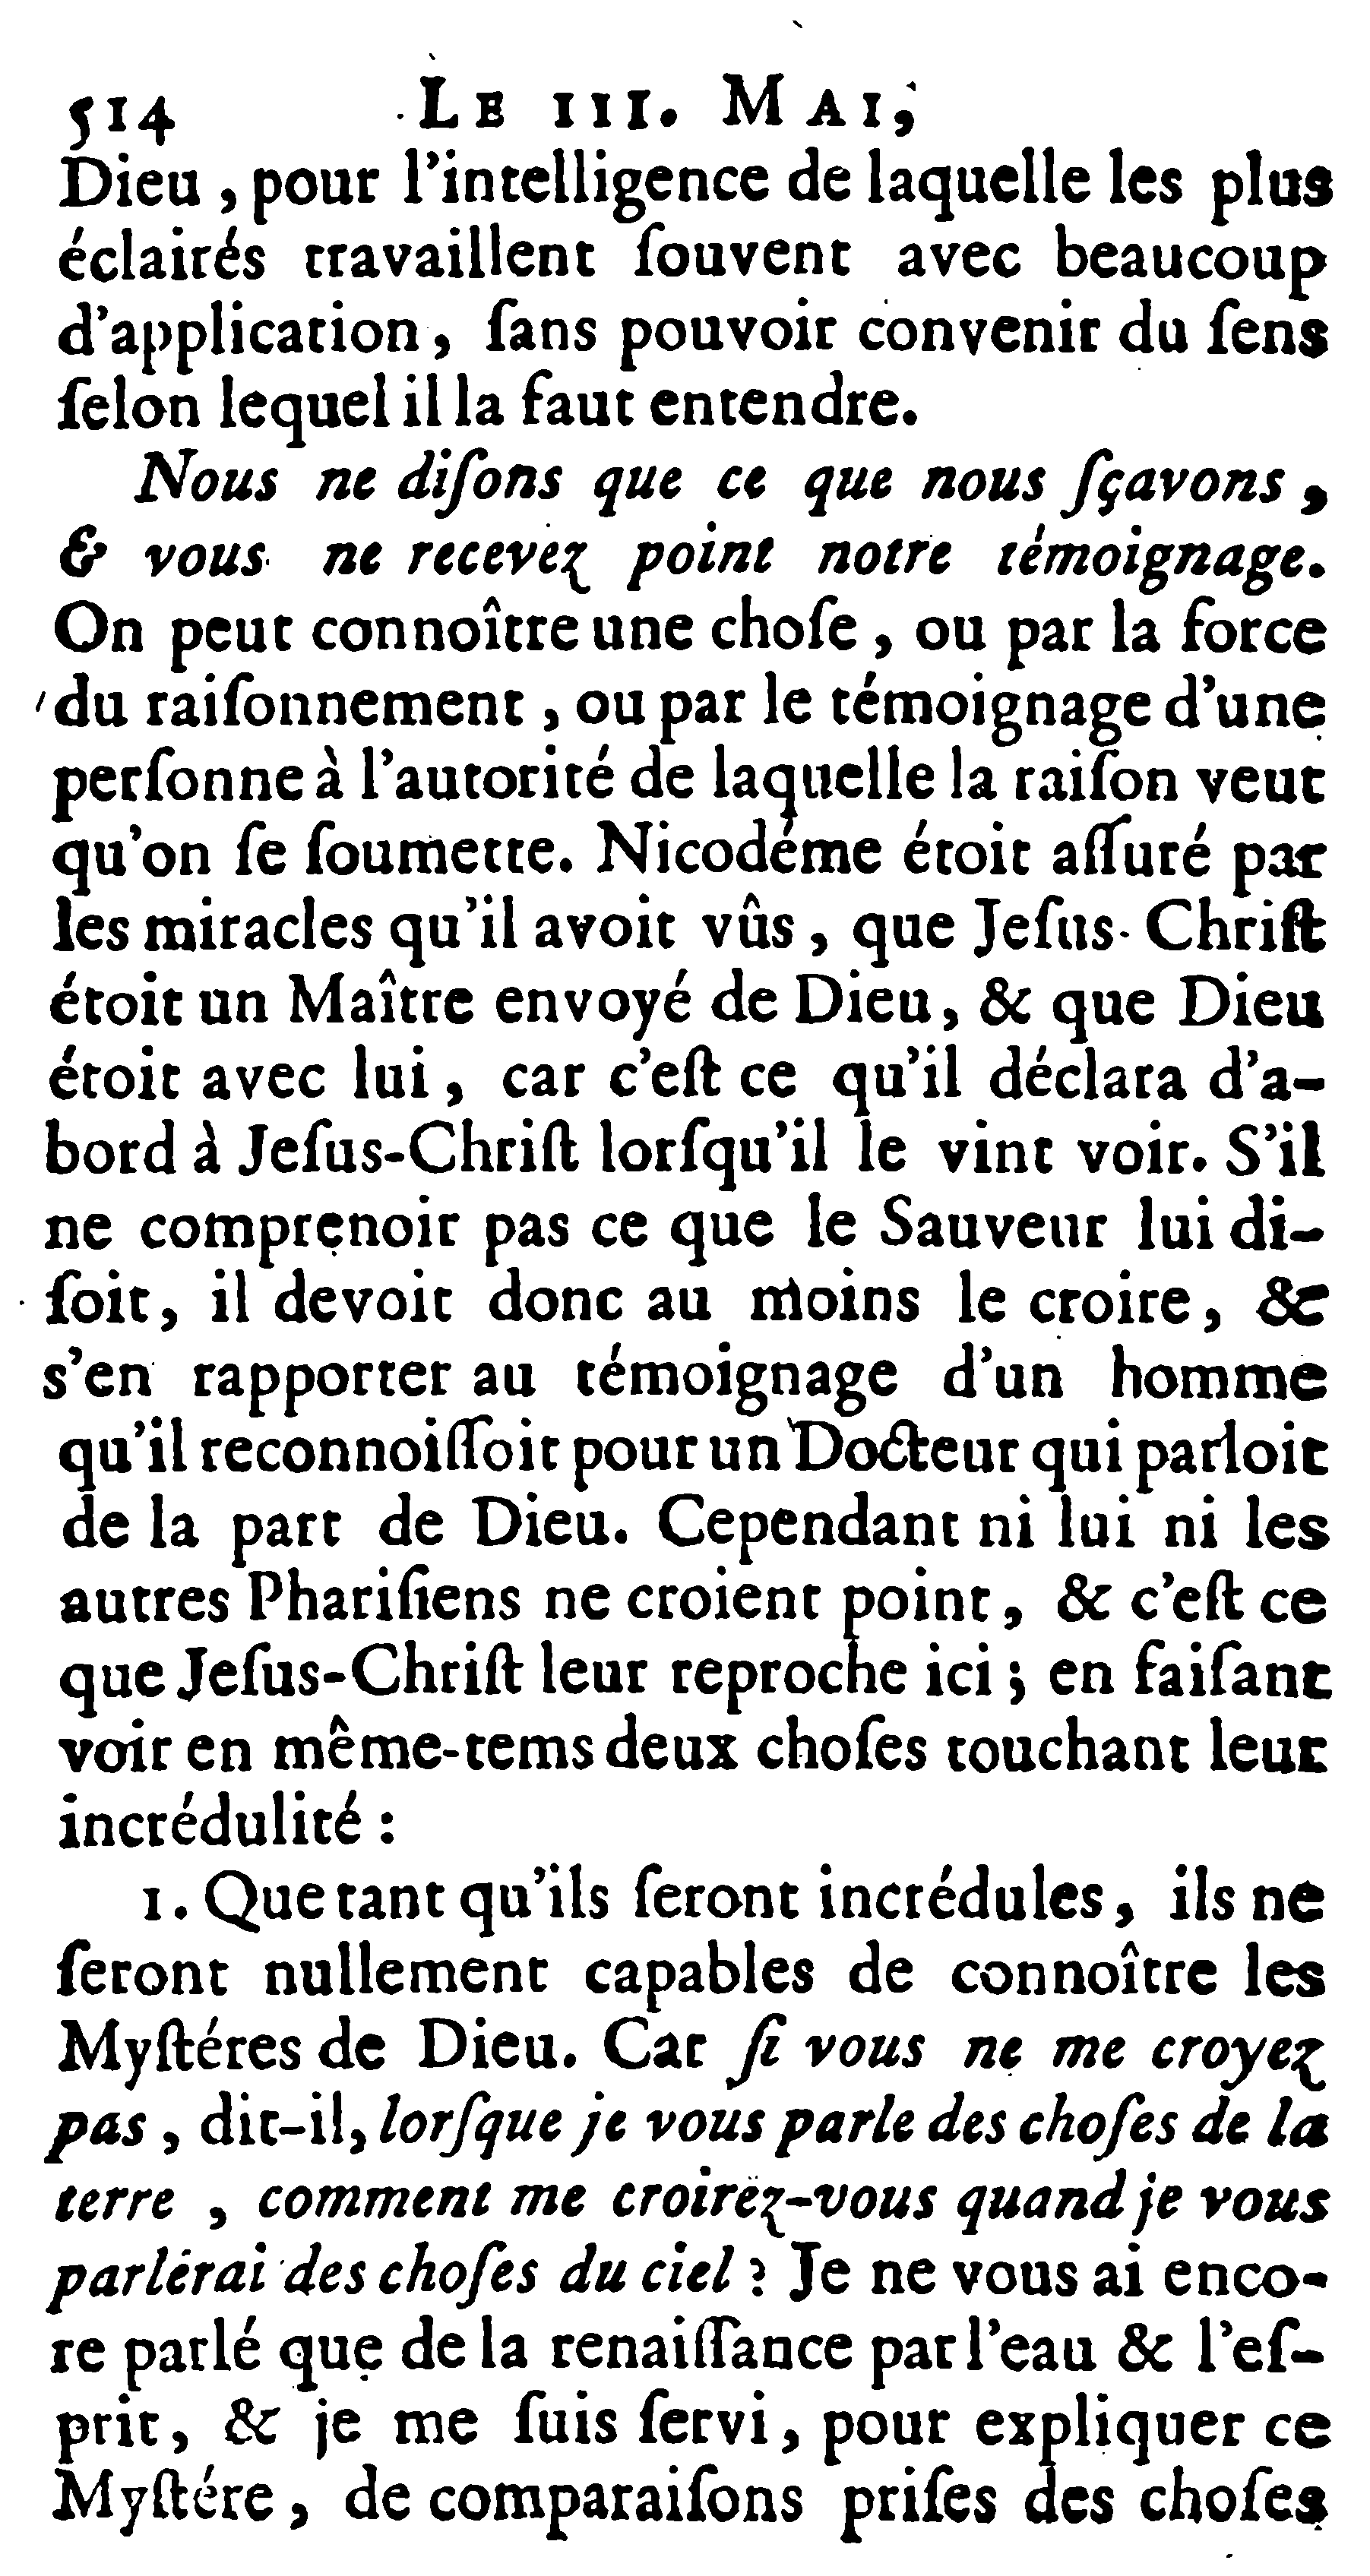 514 LE III. MAI,
Dieu, pour l'intelligence de laquelle les plus
éclairés travaillent ſouvent avec beaucoup
d'application, ſans pouvoir convenir du ſens
ſelon lequel il la faut entendre.
Nous ne diſons que ce que nous ſçavons,
& vous ne recevez point notre témoignage.
On peut connoître une choſe, ou par la force
du raiſonnement, ou par le témoignage d'une
perſonne à l'autorité de laquelle la raiſon veut
qu'on ſe ſoumette. Nicodéme étoit aſſuré par
les miracles qu'il avoit vûs, que Jeſus-Chriſt
étoit un Maître envoyé de Dieu, & que Dieu
étoit avec lui, car c'eſt ce qu'il déclara d'a-
bord à Jeſus-Chriſt lorſqu'il le vint voir. S'il
ne comprenoit pas ce que le Sauveur lui di-
ſoit, il devoit donc au moins le croire, &
s'en rapporter au témoignage d'un homme
qu'il reconnoiſſoit pour un Docteur qui parloit
de la part de Dieu. Cependant ni lui ni les
autres Phariſiens ne croient point, & c'eſt ce
que Jeſus-Chriſt leur reproche ici; en faiſant
voir en même-tems deux choſes touchant leur
incrédulité:
1. Que tant qu'ils ſeront incrédules, ils ne
ſeront nullement capables de connoître les
Myſtéres de Dieu. Car ſi vous ne me croyez
pas, dit-il, lorſque je vous parle des choſes de la
terre, comment me croirez-vous quand je vous
parlerai des choſes du ciel? Je ne vous ai enco-
re parlé que de la renaiſſance par l'eau & l'eſ-
prit, & je me ſuis ſervi, pour expliquer ce
Myſtére, de comparaiſons priſes des choſes